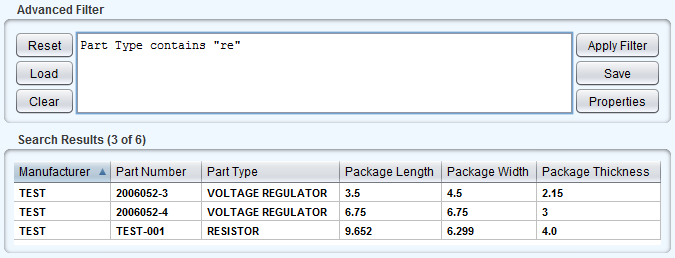 Advanced Filter
Reset
Part Type contains "re"
Apply Filter
Load
Save
Clear
Properties
Search Results (3 of 6)
Manufacturer Part Number Part Type Package Length Package Width Package Thickness
TEST 2006052-3 VOLTAGE REGULATOR 3.5 4.5 2.15
TEST 2006052-4 VOLTAGE REGULATOR 6.75 6.75 3
TEST TEST-001 RESISTOR 9.652 6.299 4.0